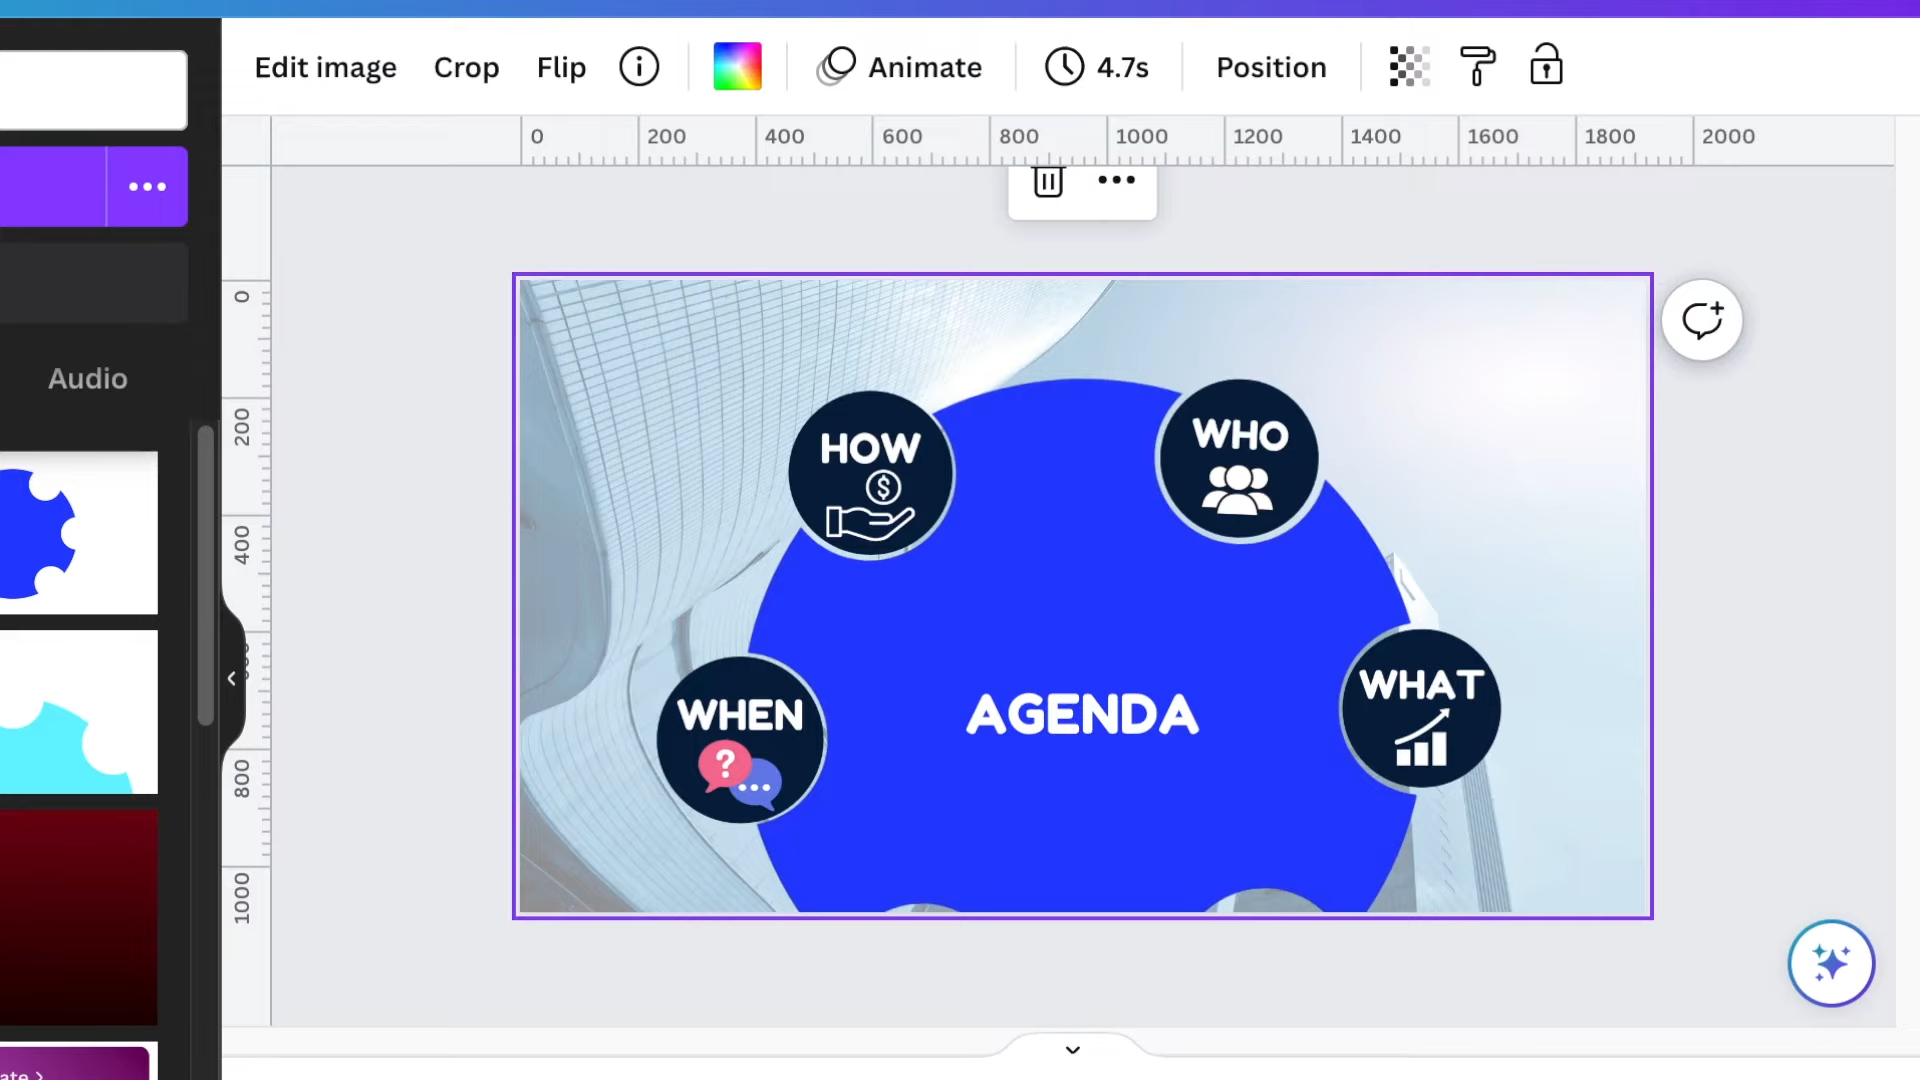 Edit image Crop Flip Animate 4.7s Position
0 200 400 600 800 1000 1200 1400 1600 1800 2000
Audio
0
200
400
800
1000
HOW
$
WHO
WHEN
?
AGENDA
WHAT